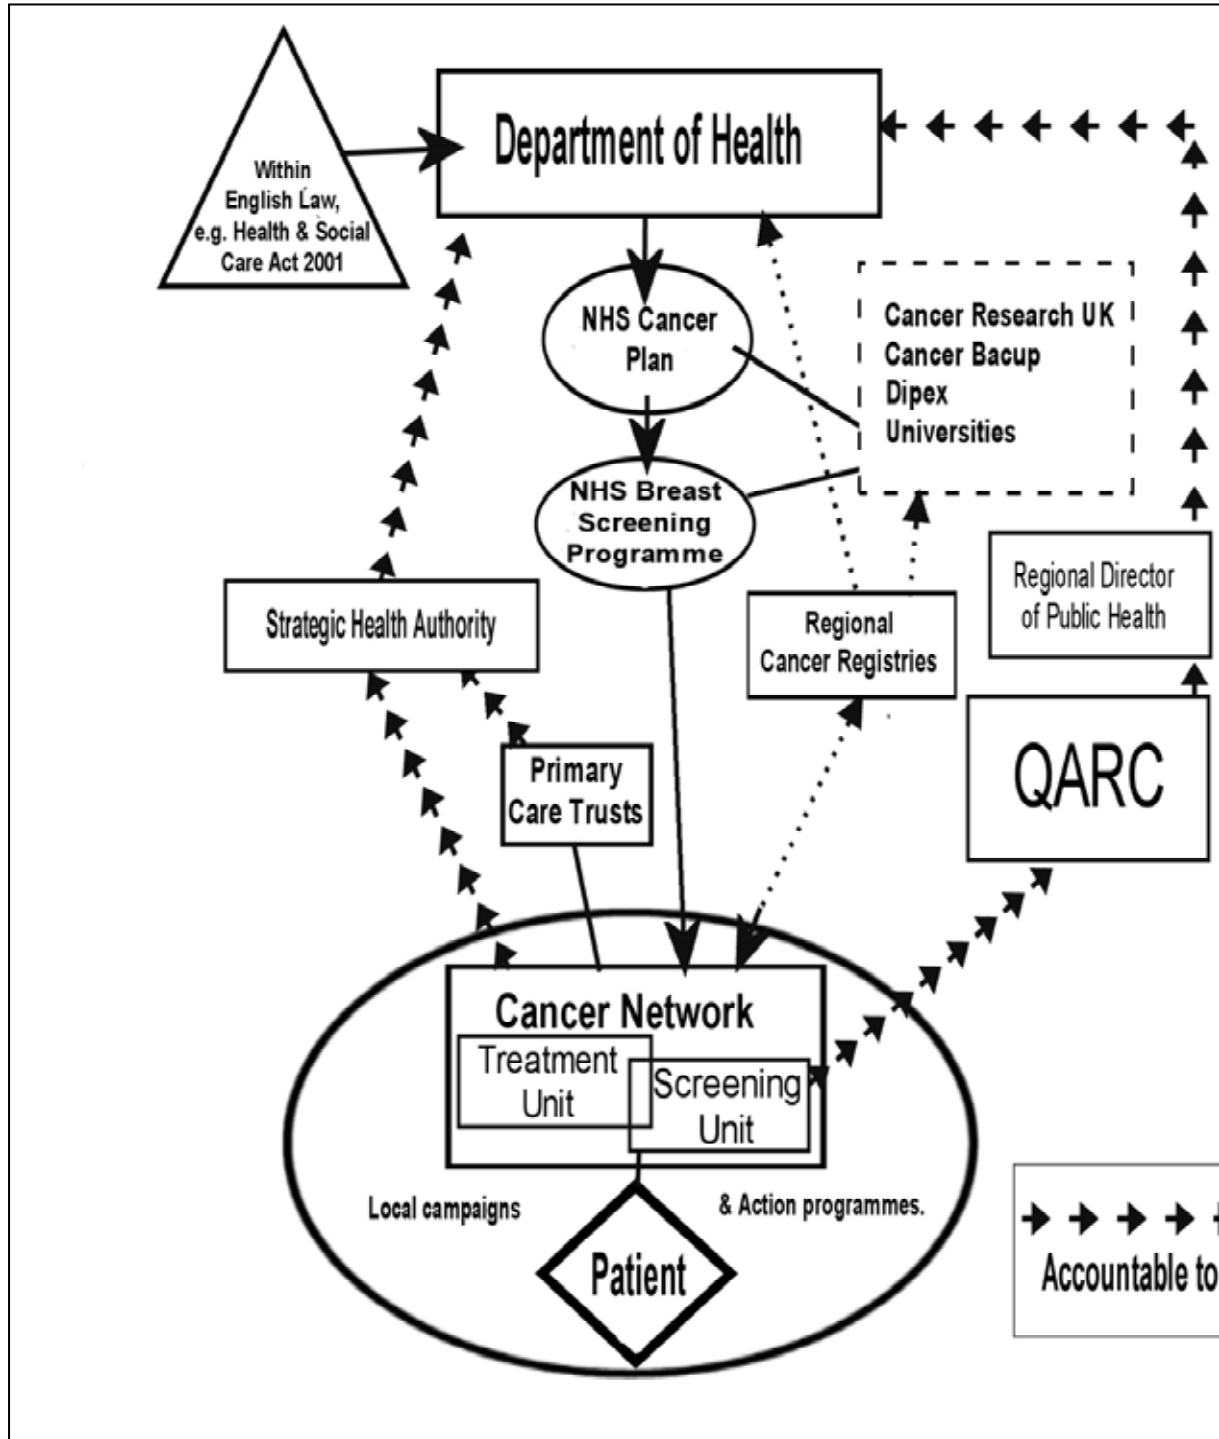 Within
English Law,
e.g. Health & Social
Care Act 2001
Department of Health
NHS Cancer
Plan
Cancer Research UK
Cancer Bacup
Dipex
Universities
NHS Breast
Screening
Programme
Strategic Health Authority
Regional
Cancer Registries
Regional Director
of Public Health
Primary
Care Trusts
QARC
Cancer Network
Treatment
Unit
Screening
Unit
Local campaigns
& Action programmes.
Patient
Accountable to